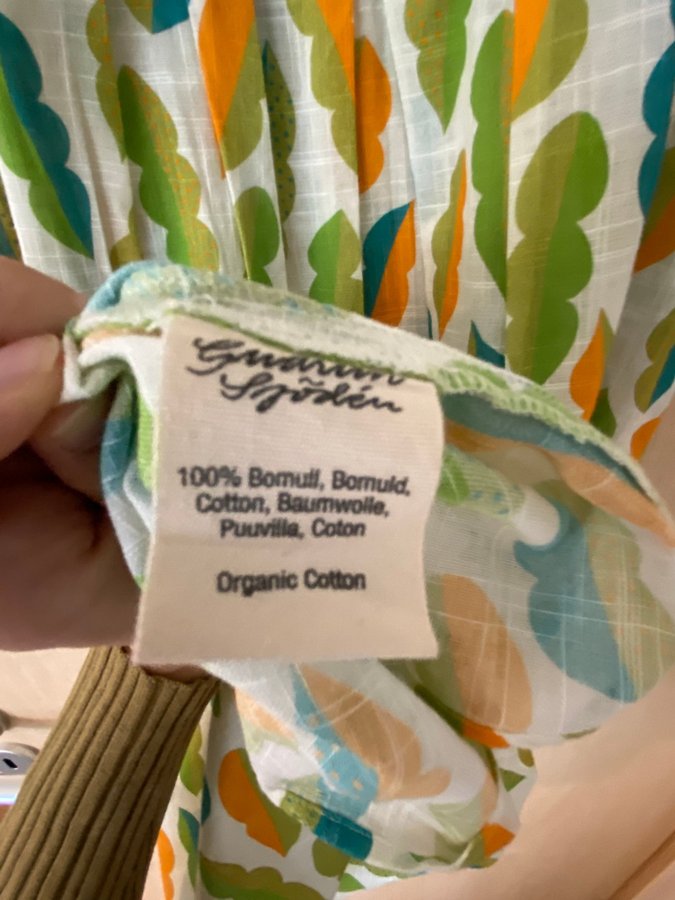 Gudrun
Sjödén
100% Bomull, Bomuld,
Cotton, Baumwolle,
Puuvilla, Coton
Organic Cotton